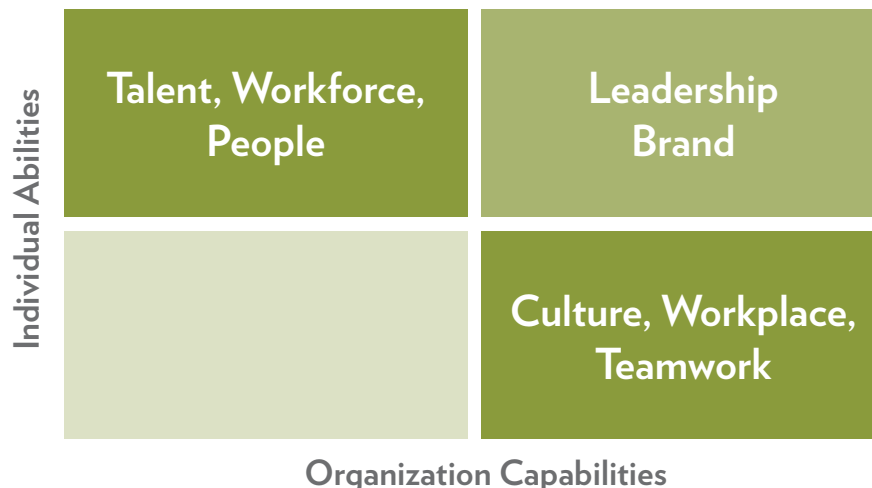 Individual Abilities
Talent, Workforce,
People
Leadership
Brand
Culture, Workplace,
Teamwork
Organization Capabilities